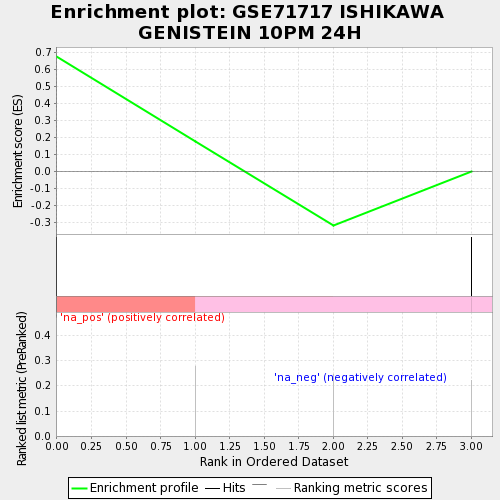 Enrichment plot: GSE71717 ISHIKAWA
GENISTEIN 10PM 24H
Enrichment score (ES)
0.7
0.6
0.5
0.4
0.3
0.2
0.1
0.0
-0.1
-0.2
-0.3
'na_pos' (positively correlated)
'na_neg' (negatively correlated)
Ranked list metric (PreRanked)
0.4
0.3
0.2
0.1
0.0
0.00 0.25 0.50 0.75 1.00 1.25 1.50 1.75 2.00 2.25 2.50 2.75 3.00
Rank in Ordered Dataset
Enrichment profile Hits Ranking metric scores